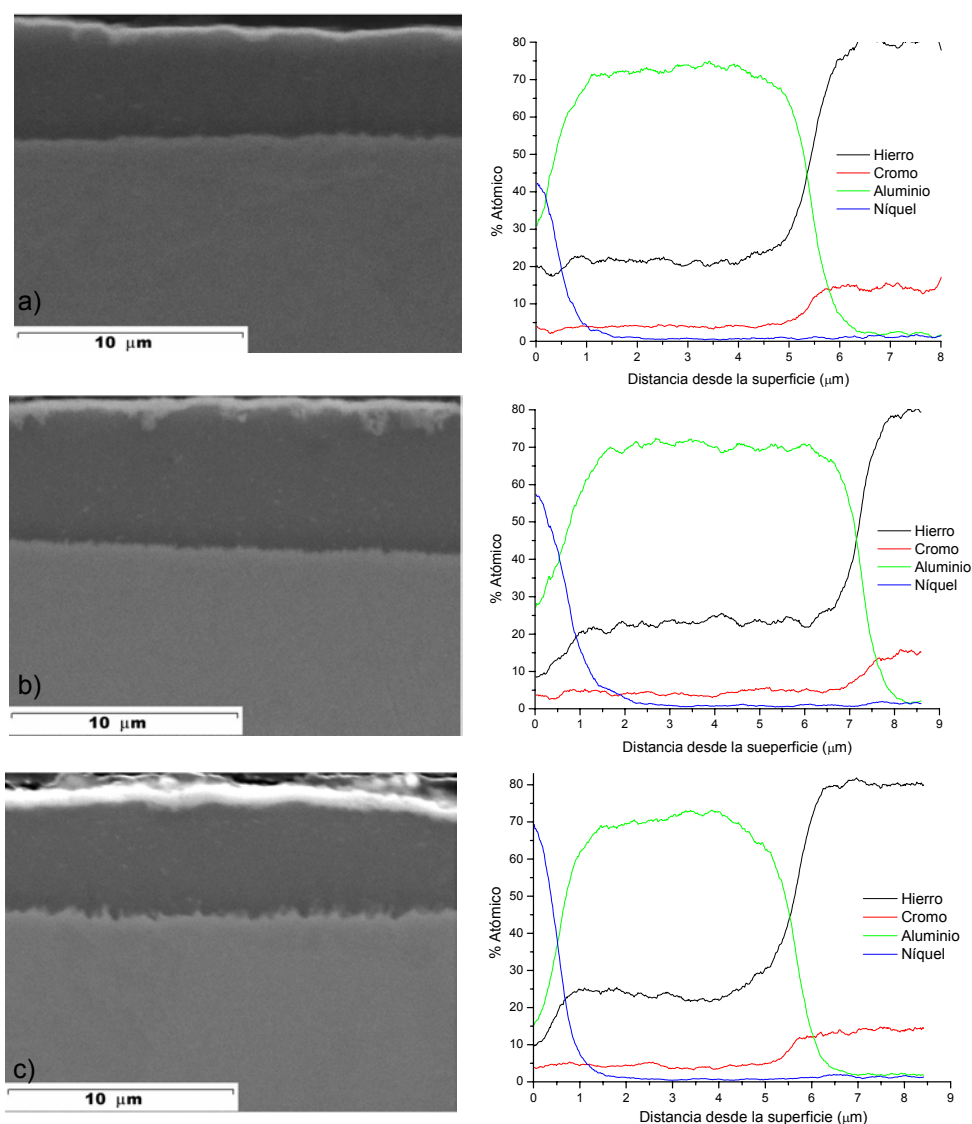 a)
10 μm
% Atómico
80
70
60
50
40
30
20
10
0
0 1 2 3 4 5 6 7 8
Distancia desde la superficie (μm)
Hierro
Cromo
Aluminio
Níquel
b)
10 μm
% Atómico
80
70
60
50
40
30
20
10
0
0 1 2 3 4 5 6 7 8 9
Distancia desde la sueperficie (μm)
Hierro
Cromo
Aluminio
Níquel
c)
10 μm
% Atómico
80
70
60
50
40
30
20
10
0
0 1 2 3 4 5 6 7 8 9
Distancia desde la superficie (μm)
Hierro
Cromo
Aluminio
Níquel